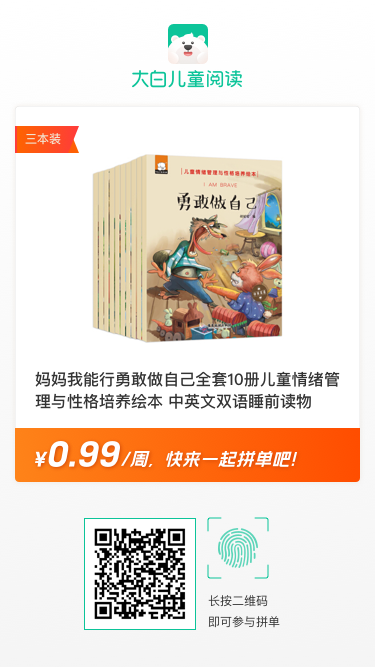 大白儿童阅读
三本装
儿童情绪管理与性格培养绘本
I AM BRAVE
勇敢做自己
妈妈我能行勇敢做自己全套10册儿童情绪管
理与性格培养绘本 中英文双语睡前读物
¥0.99/周，快来一起拼单吧！
长按二维码
即可参与拼单